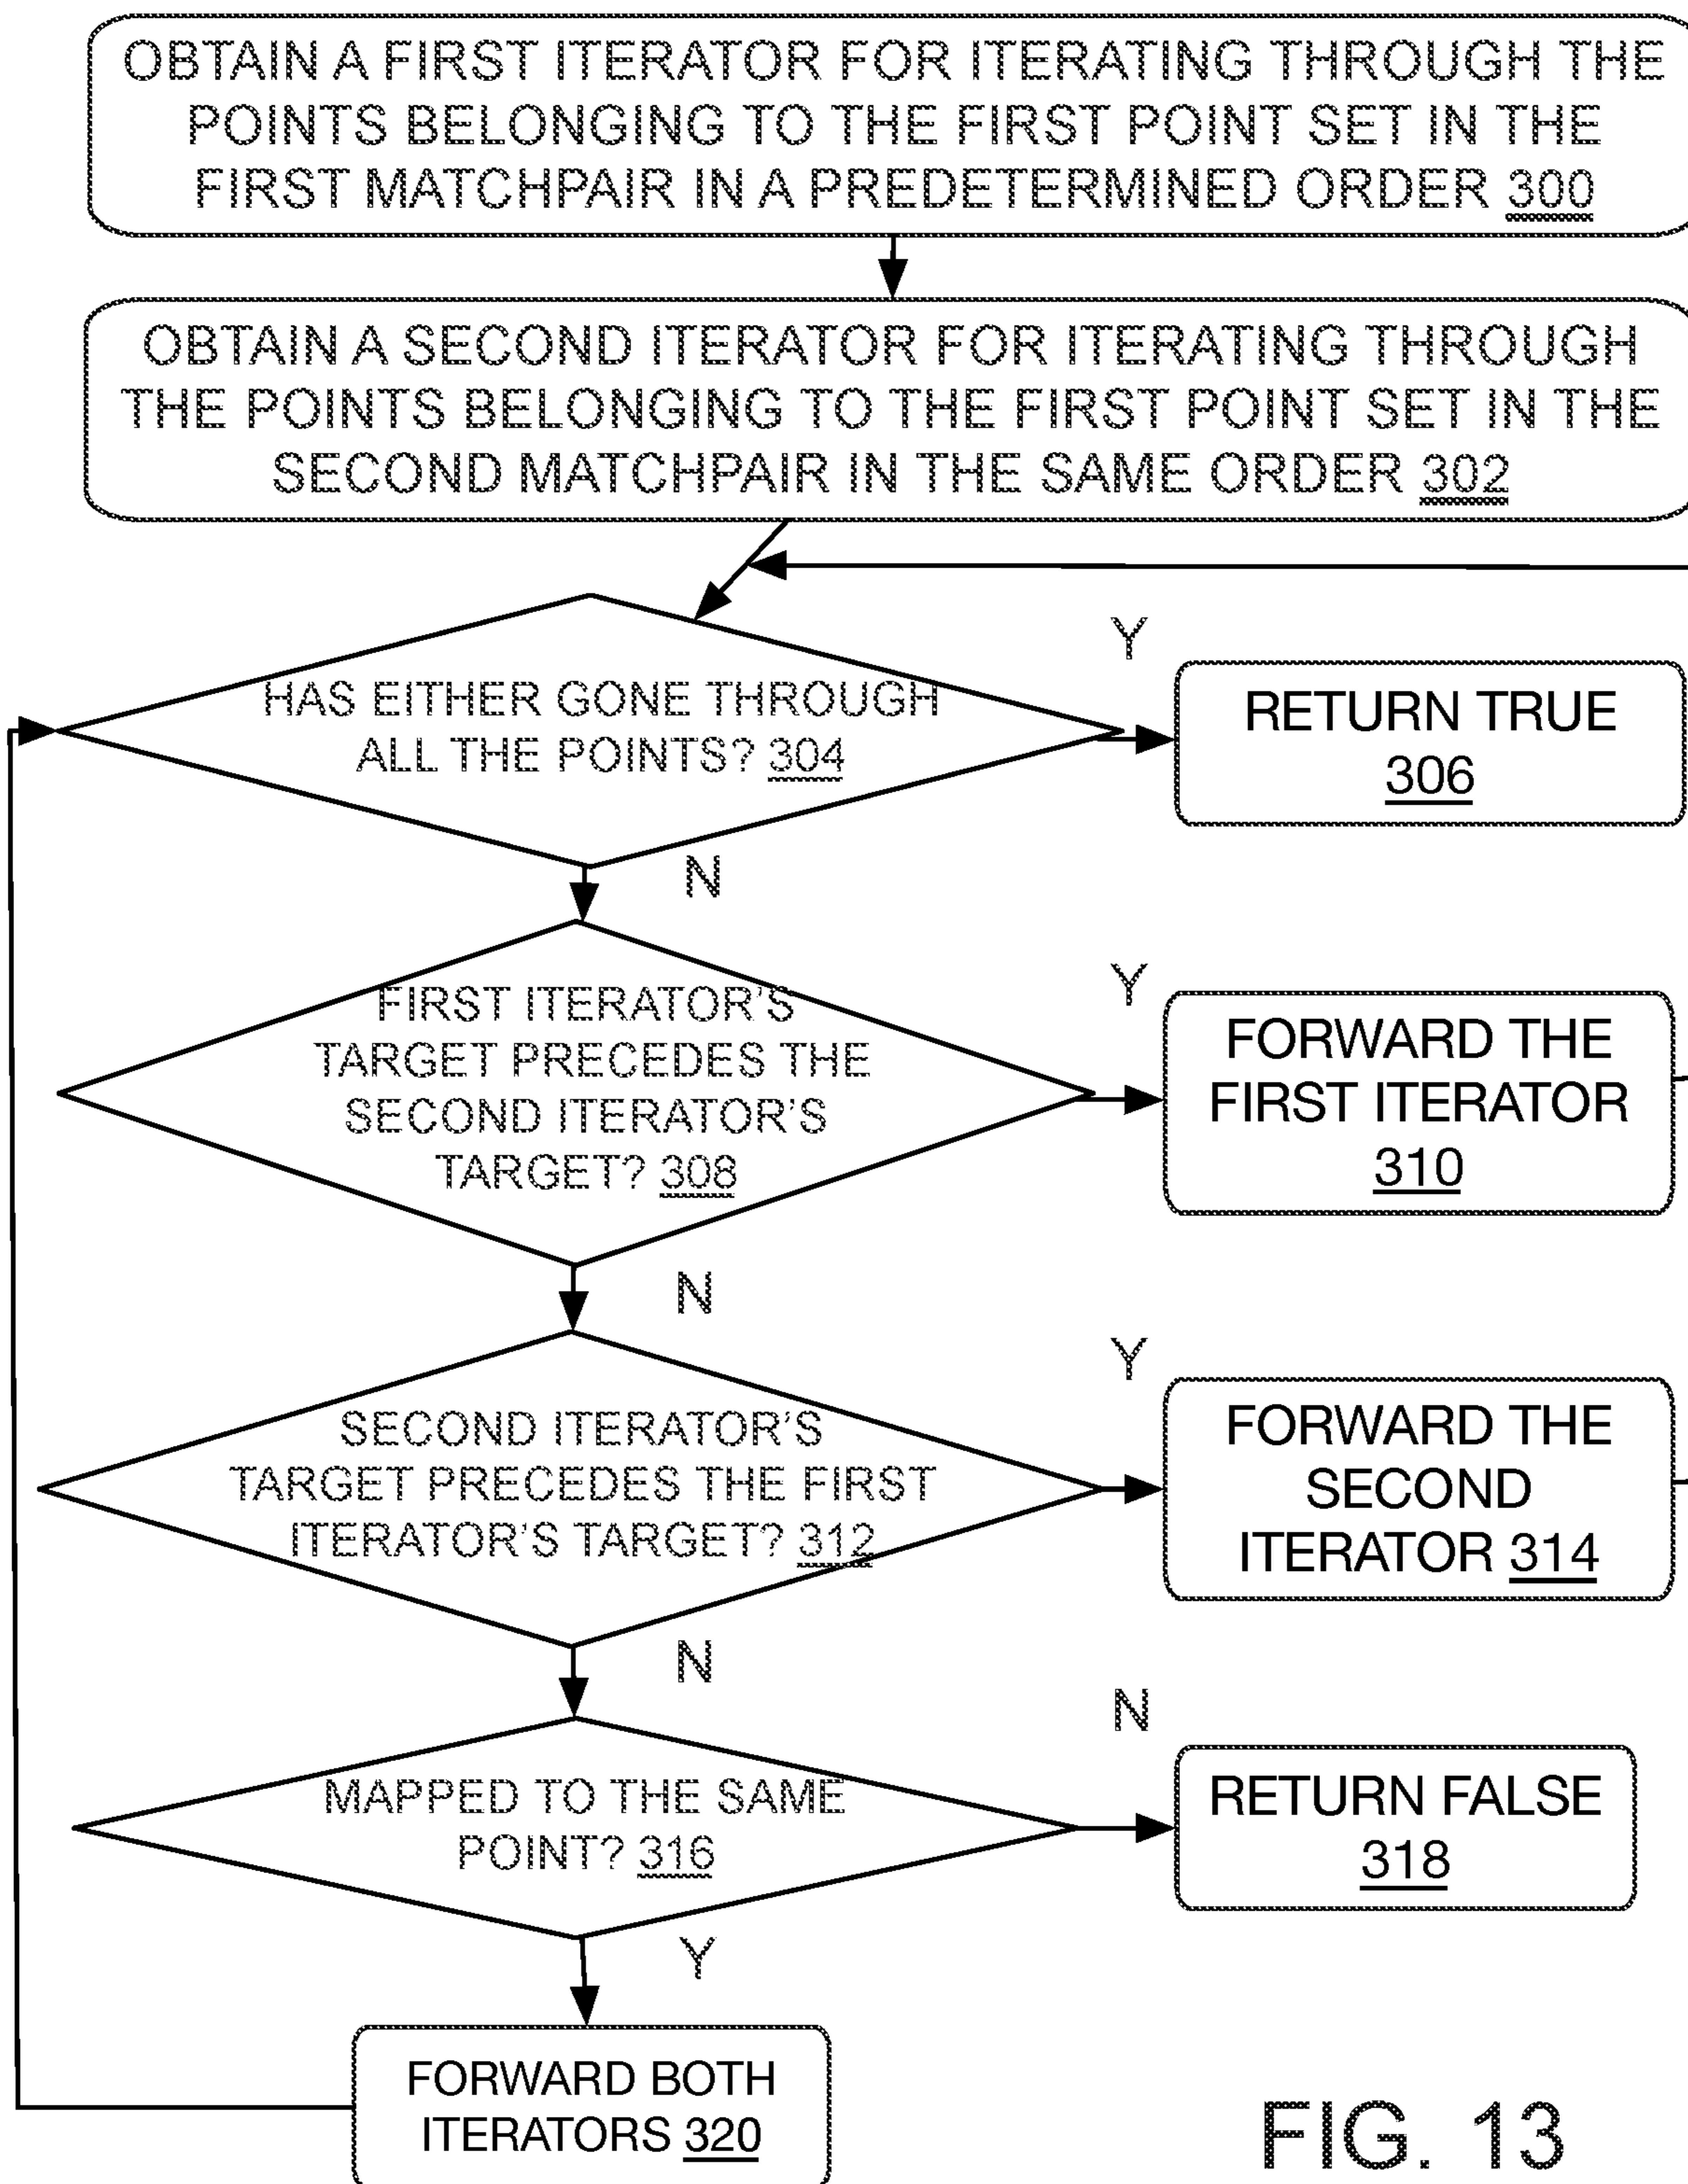 OBTAIN A FIRST ITERATOR FOR ITERATING THROUGH THE
POINTS BELONGING TO THE FIRST POINT SET IN THE
FIRST MATCHPAIR IN A PREDETERMINED ORDER 300
OBTAIN A SECOND ITERATOR FOR ITERATING THROUGH
THE POINTS BELONGING TO THE FIRST POINT SET IN THE
SECOND MATCHPAIR IN THE SAME ORDER 302
HAS EITHER GONE THROUGH
ALL THE POINTS? 304
Y
RETURN TRUE
306
N
FIRST ITERATOR'S
TARGET PRECEDES THE
SECOND ITERATOR'S
TARGET? 308
Y
FORWARD THE
FIRST ITERATOR
310
N
SECOND ITERATOR'S
TARGET PRECEDES THE FIRST
ITERATOR'S TARGET? 312
Y
FORWARD THE
SECOND
ITERATOR 314
N
MAPPED TO THE SAME
POINT? 316
N
RETURN FALSE
318
Y
FORWARD BOTH
ITERATORS 320
FIG. 13